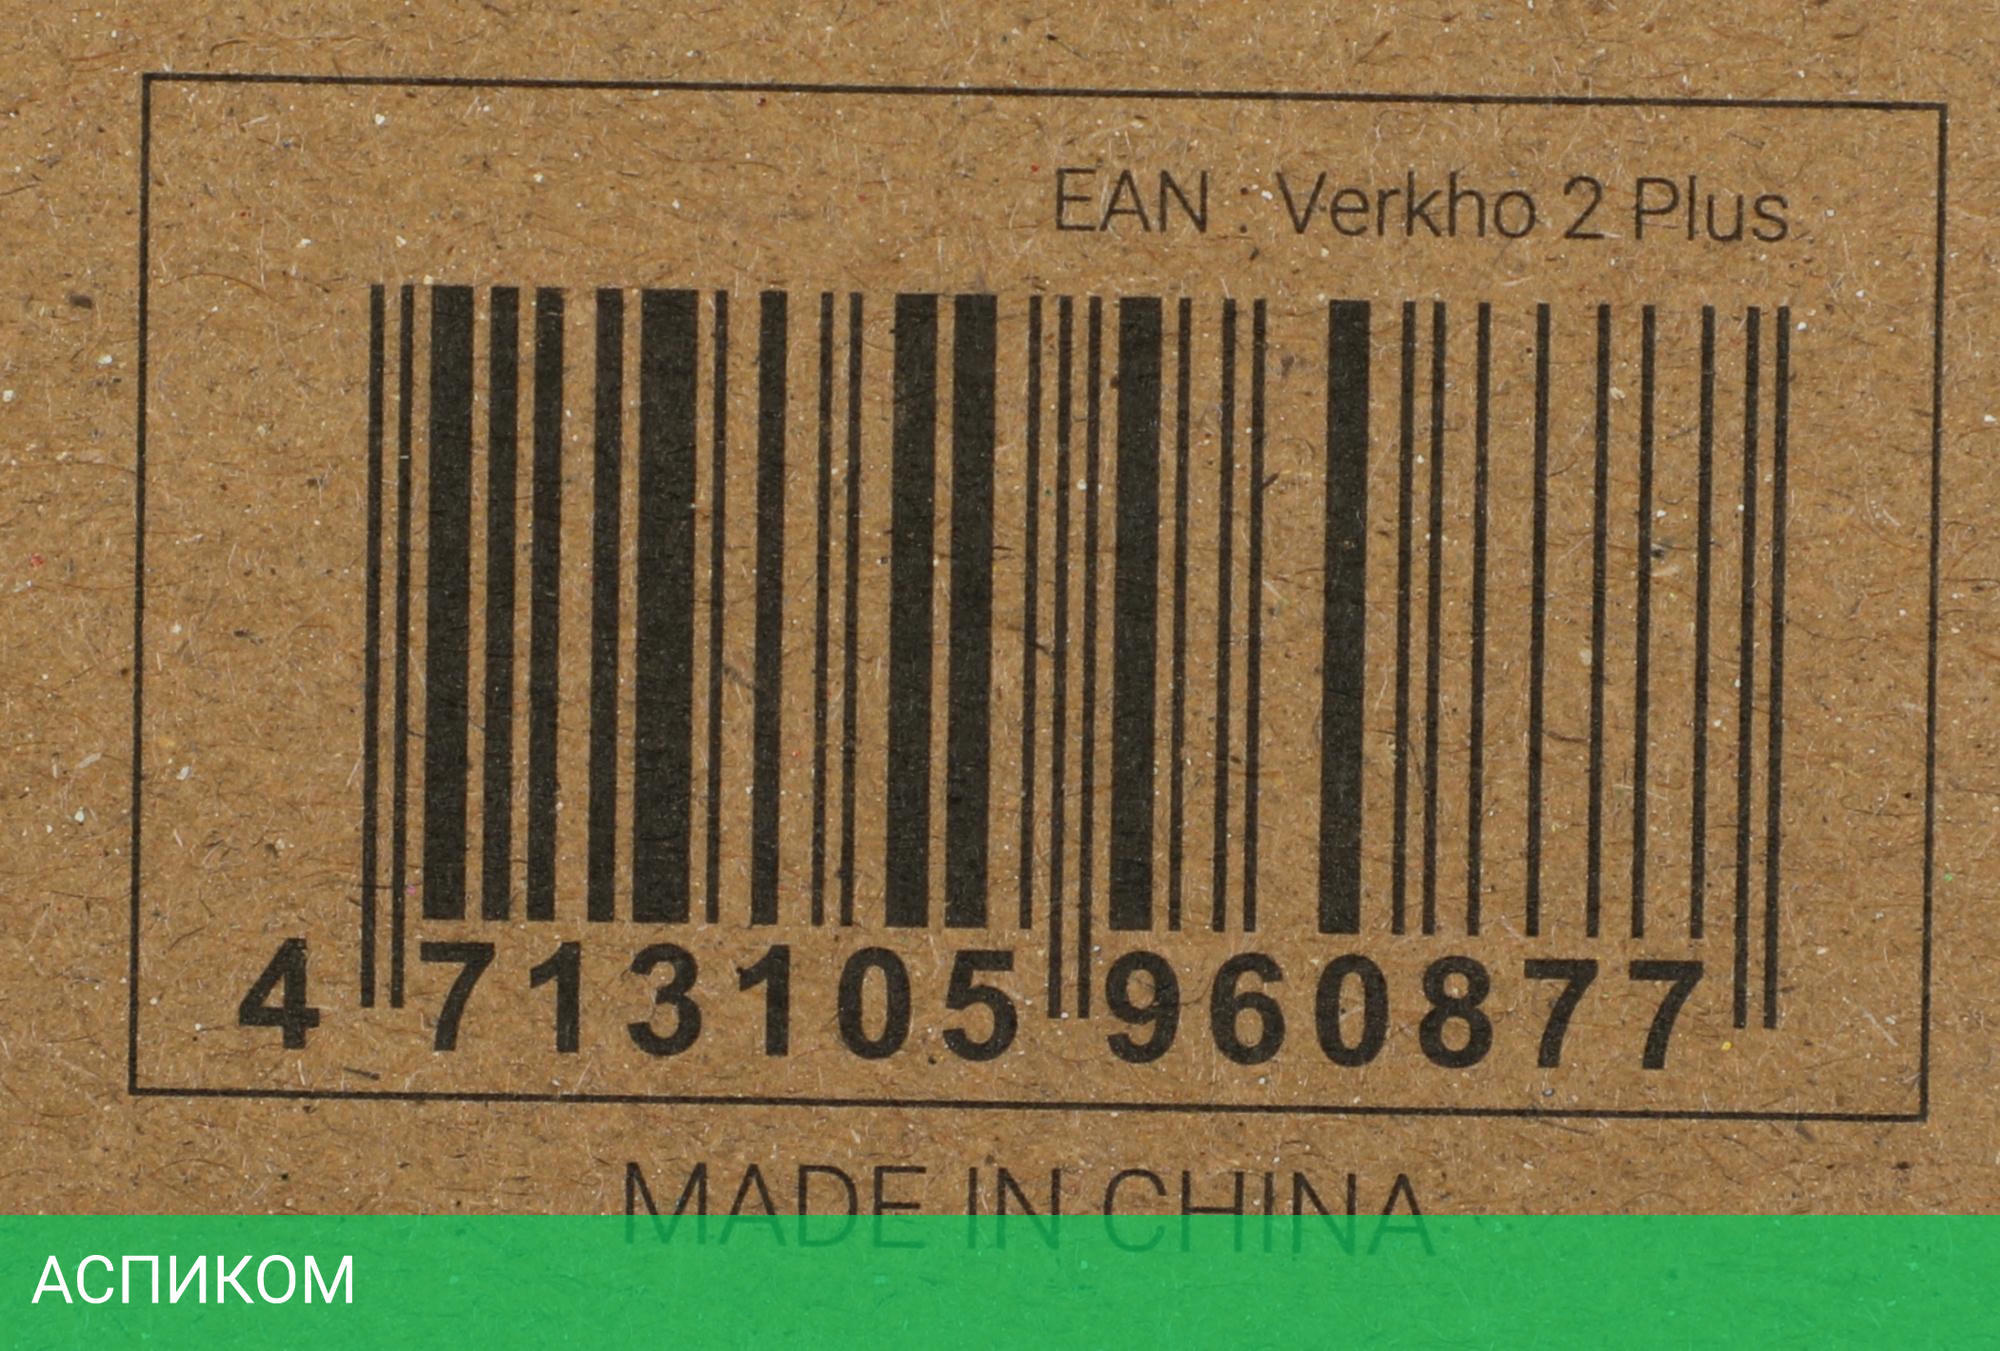 EAN : Verkho 2 Plus
4 713105 960877
MADE IN CHINA
АСПИКОМ